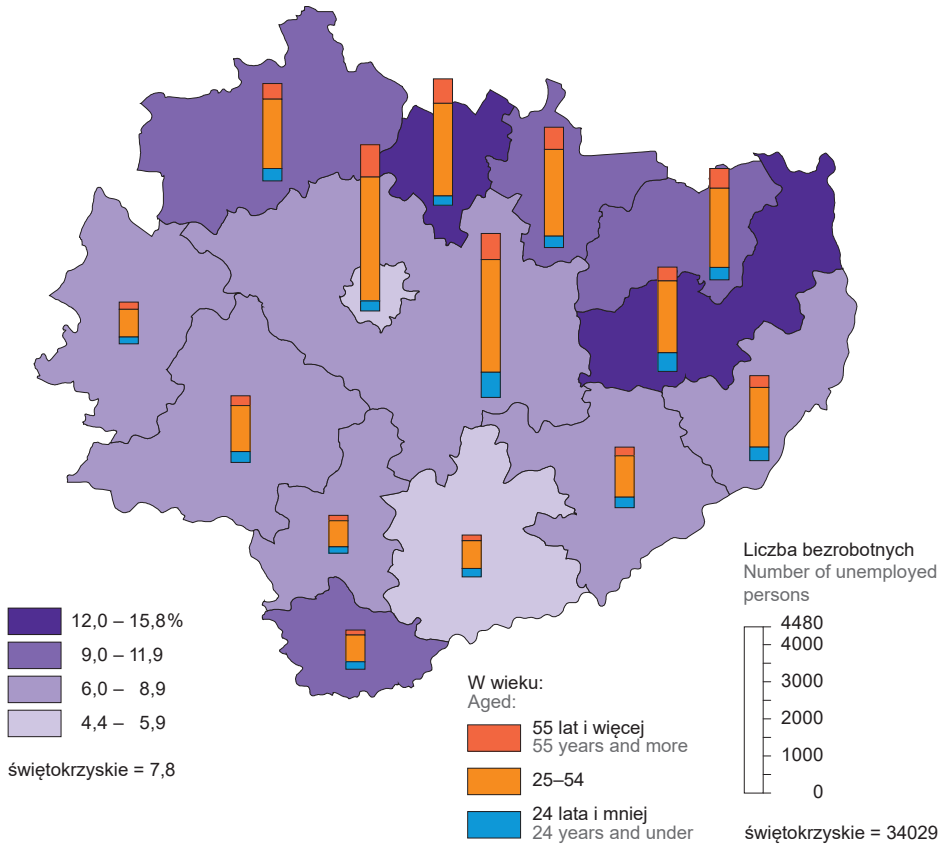 12,0 – 15,8%
9,0 – 11,9
6,0 – 8,9
4,4 – 5,9
świętokrzyskie = 7,8
W wieku:
Aged:
55 lat i więcej
55 years and more
25–54
24 lata i mniej
24 years and under
Liczba bezrobotnych
Number of unemployed
persons
4480
4000
3000
2000
1000
0
świętokrzyskie = 34029